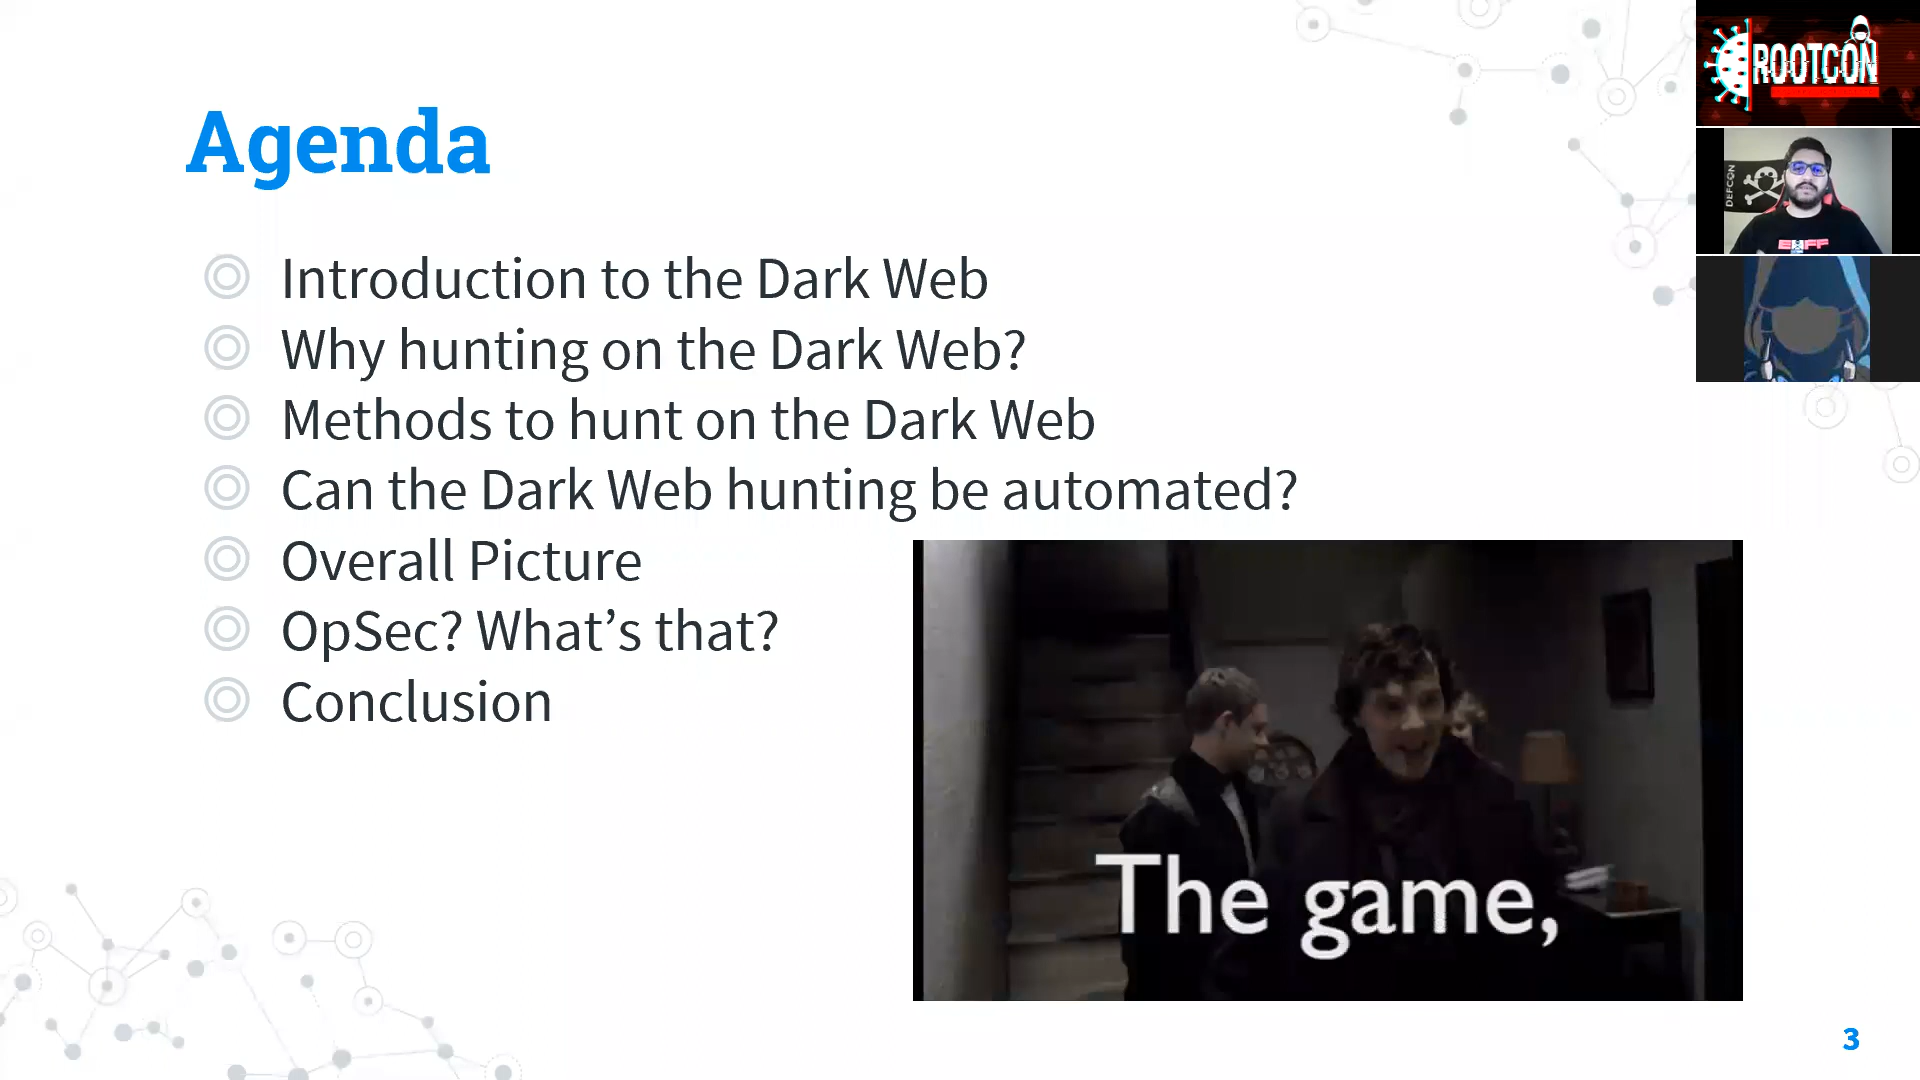 Agenda
Introduction to the Dark Web
Why hunting on the Dark Web?
Methods to hunt on the Dark Web
Can the Dark Web hunting be automated?
Overall Picture
OpSec? What’s that?
Conclusion
The game,
ROOTCON
DEFCON
3